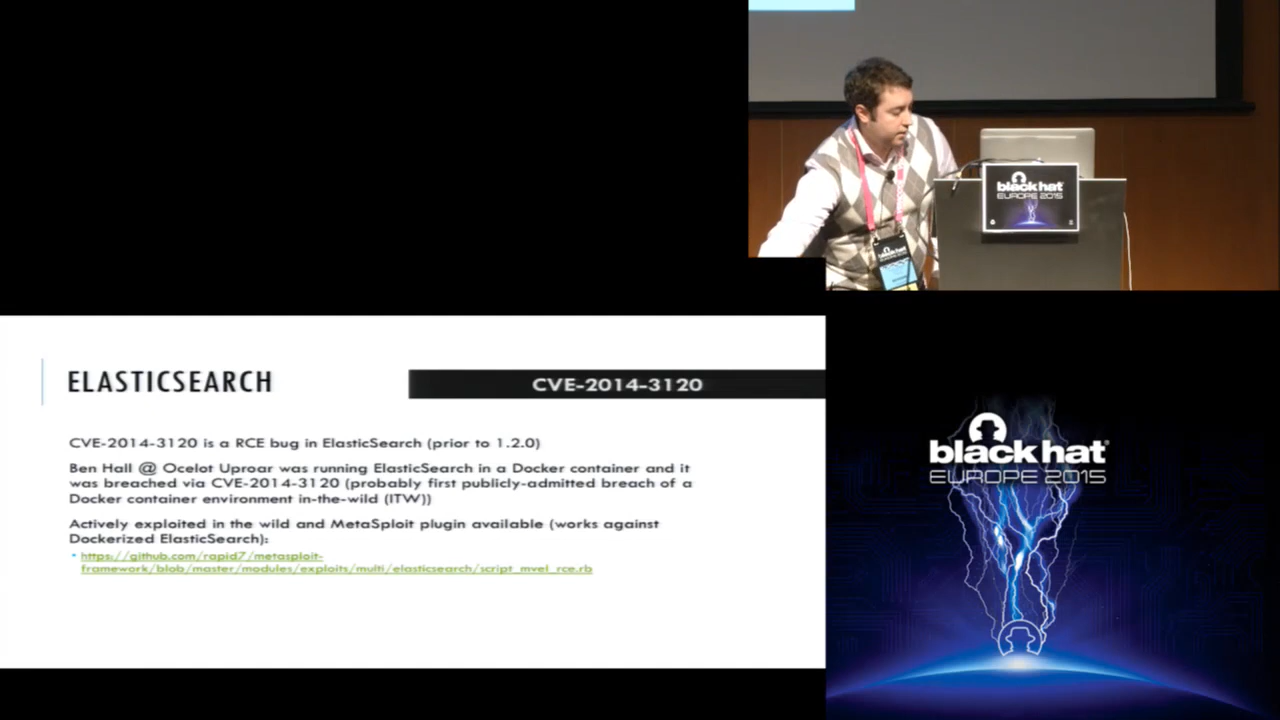 black hat
EUROPE 2015
black hat
ELASTICSEARCH
CVE-2014-3120
CVE-2014-3120 is a RCE bug in ElasticSearch (prior to 1.2.0)
Ben Hall @ Ocelot Uproar was running ElasticSearch in a Docker container and it
was breached via CVE-2014-3120 (probably first publicly-admitted breach of a
Docker container environment in-the-wild (ITW))
Actively exploited in the wild and MetaSploit plugin available (works against
Dockerized ElasticSearch):
https://github.com/rapid7/metasploit-
framework/blob/master/modules/exploits/multi/elasticsearch/script_mvel_rce.rb
black hat
EUROPE 2015